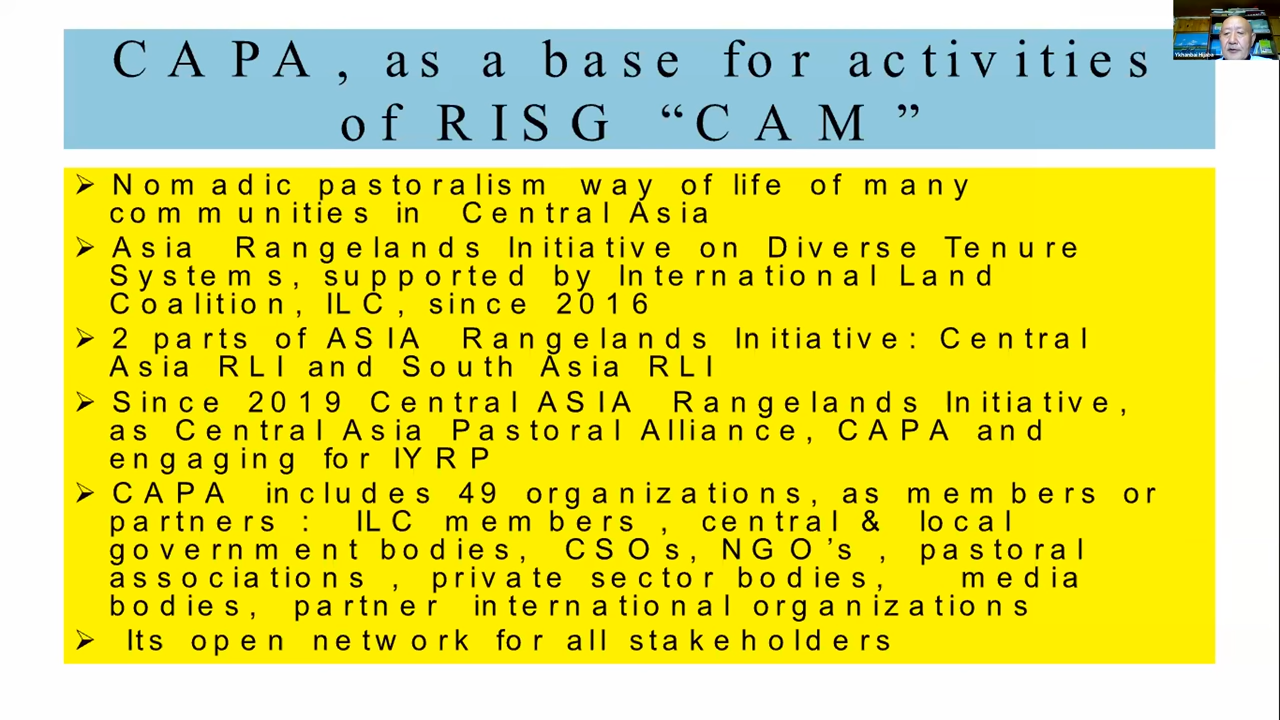 CAPA, as a base for activities
of RISG “CAM”
➢ Nomadic pastoralism way of life of many
communities in Central Asia
➢ Asia Rangelands Initiative on Diverse Tenure
Systems, supported by International Land
Coalition, ILC, since 2016
➢ 2 parts of ASIA Rangelands Initiative: Central
Asia RLI and South Asia RLI
➢ Since 2019 Central ASIA Rangelands Initiative,
as Central Asia Pastoral Alliance, CAPA and
engaging for IYRP
➢ CAPA includes 49 organizations, as members or
partners : ILC members , central & local
government bodies, CSOs, NGO’s , pastoral
associations , private sector bodies, media
bodies, partner international organizations
➢ Its open network for all stakeholders
Ykhanbai Hijaba